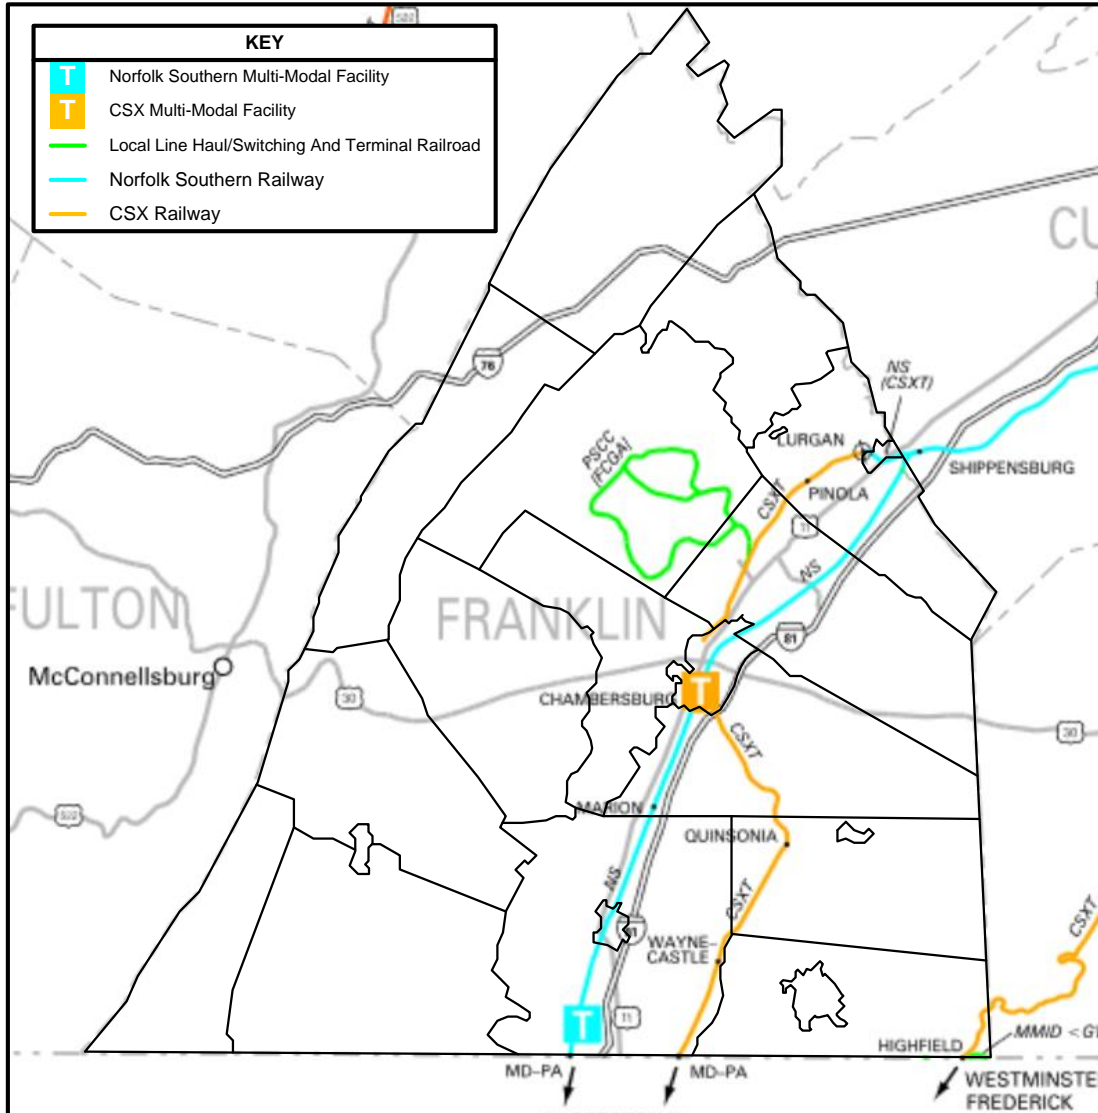 522
KEY
T Norfolk Southern Multi-Modal Facility
T CSX Multi-Modal Facility
Local Line Haul/Switching And Terminal Railroad
Norfolk Southern Railway
CSX Railway
CU
76
NS
(CSXT)
LURGAN
SHIPPENSBURG
PSCC
(FCGA)
PINOLA
CSXT
11
NS
FULTON
FRANKLIN
81
McConnellsburg
30
CHAMBERSBURG
T
CSXT
30
522
MARION
QUINSONIA
NS
CSXT
81
WAYNE-
CASTLE
CSXT
T
11
HIGHFIELD
MMID < G
MD-PA
MD-PA
WESTMINSTE
FREDERICK